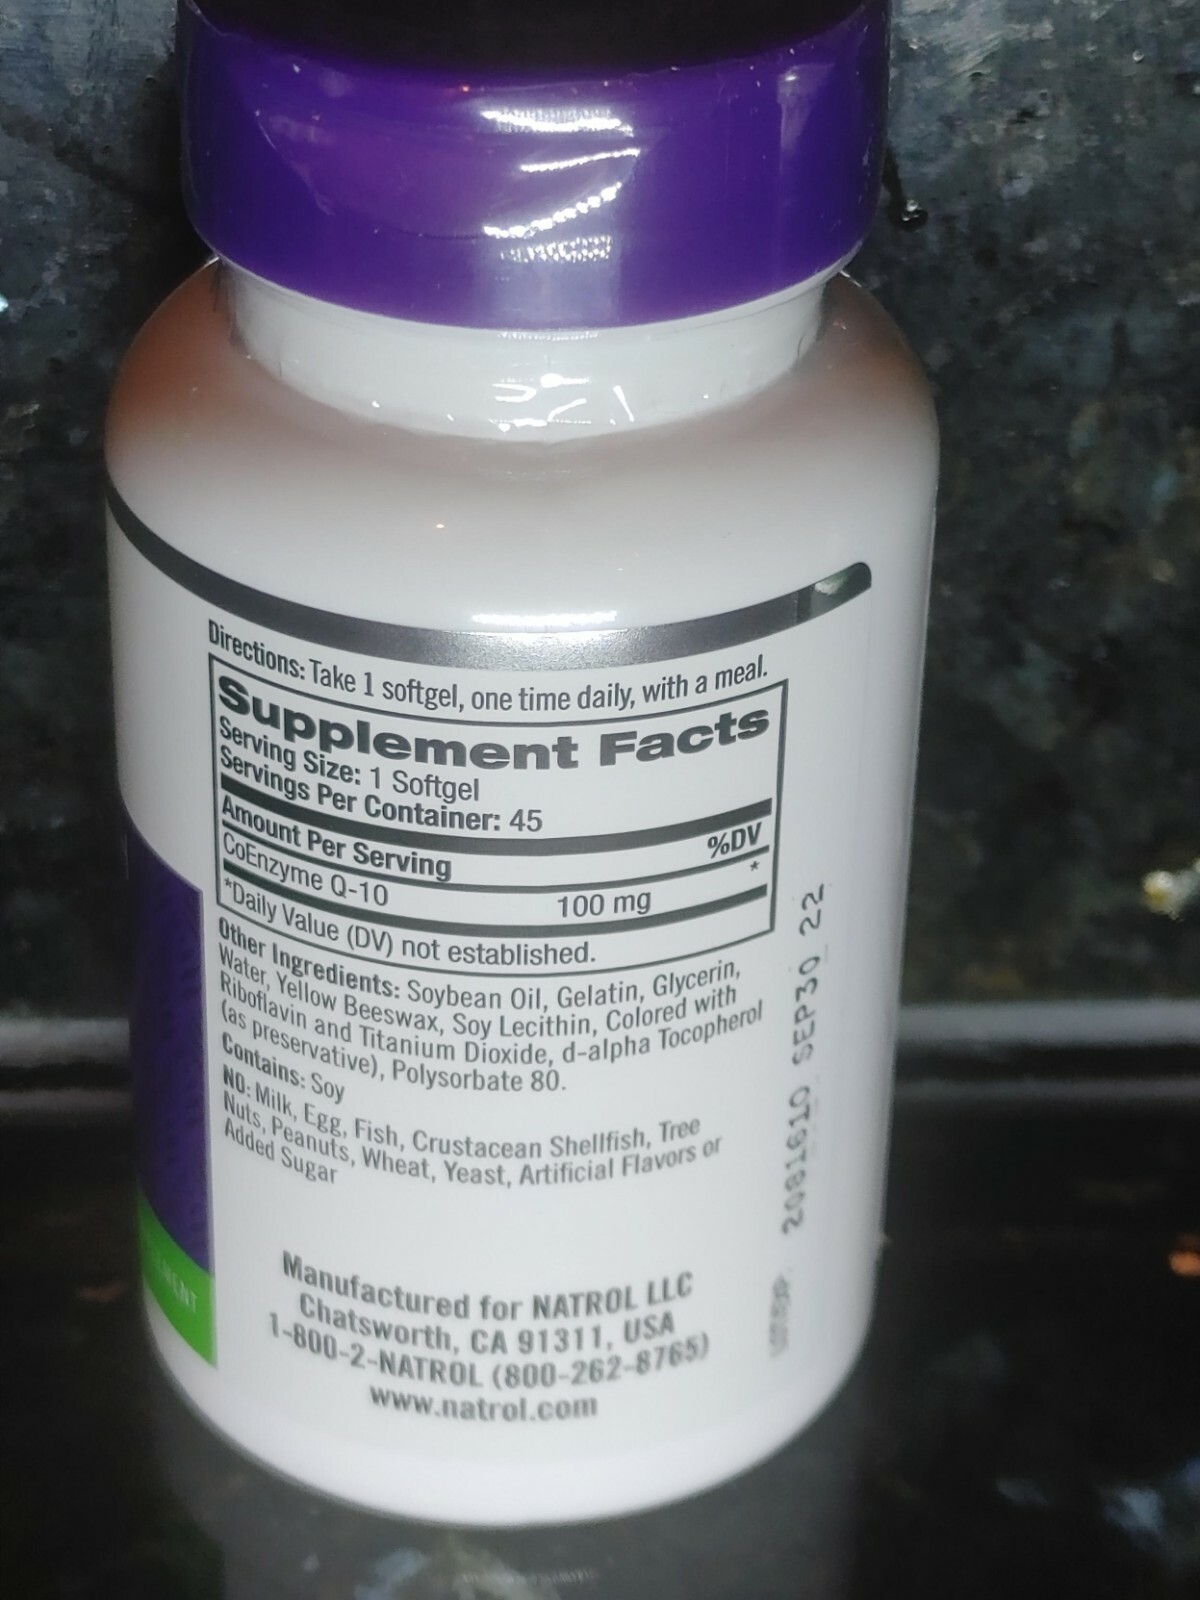 Directions: Take 1 softgel, one time daily, with a meal.
Supplement Facts
Serving Size: 1 Softgel
Servings Per Container: 45
Amount Per Serving %DV
CoEnzyme Q-10 100 mg *
*Daily Value (DV) not established.
Other Ingredients: Soybean Oil, Gelatin, Glycerin,
Water, Yellow Beeswax, Soy Lecithin, Colored with
Riboflavin and Titanium Dioxide, d-alpha Tocopherol
(as preservative), Polysorbate 80.
Contains: Soy
NO: Milk, Egg, Fish, Crustacean Shellfish, Tree
Nuts, Peanuts, Wheat, Yeast, Artificial Flavors or
Added Sugar
Manufactured for NATROL LLC
Chatsworth, CA 91311, USA
1-800-2-NATROL (800-262-8765)
www.natrol.com
2081610 SEP30 22